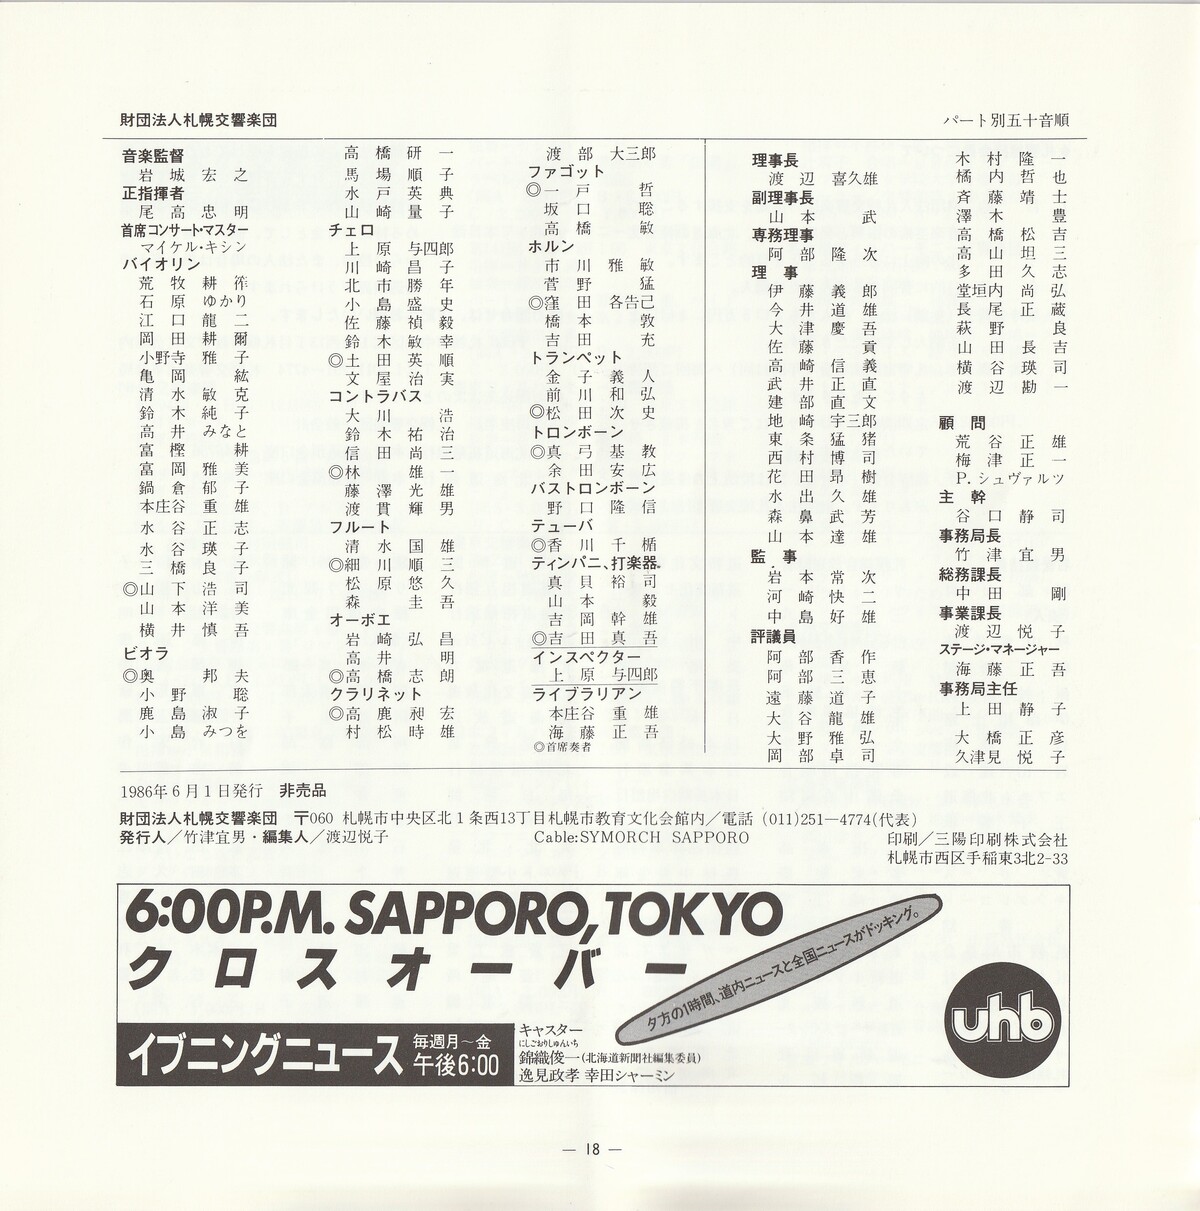 財団法人札幌交響楽団
パート別五十音順
音楽監督
岩城宏之
正指揮者
尾高忠明
首席コンサート・マスター
マイケル・キシン
バイオリン
荒牧耕作
石原ゆかり
江口龍二
岡田耕爾
小野寺雅子
亀岡紘
清水敏克
鈴木純子
高井みなと
富樫耕
富岡雅美
鍋倉郁子
本庄谷重雄
水谷正志
水谷瑛子
三橋良子
◎山下浩司
山本洋美
横井慎吾
ビオラ
◎奥邦夫
小野聡
鹿島淑子
小島みつを
高橋研一
馬場順子
水戸英典
山崎量子
チェロ
上原与四郎
川崎昌子
北市勝年
小島盛史
佐藤禎毅
鈴木敏幸
◎土田英順
文屋治実
コントラバス
大川浩
鈴木祐治
信田尚三
◎林雄一
藤澤光雄
渡貫輝男
フルート
清水国雄
◎細川順三
松原悠久
森圭吾
オーボエ
岩崎弘昌
高井明
◎高橋志朗
クラリネット
◎高鹿昶宏
村松時雄
渡部大三郎
ファゴット
◎一戸哲
坂口聡
高橋敏
ホルン
市川雅敏
菅野猛
◎窪田各告己
橋本敦
吉田充
トランペット
金子義人
前川和弘
◎松田次史
トロンボーン
◎真弓基教
余田安広
バストロンボーン
野口隆信
テューバ
◎香川千楯
ティンパニ、打楽器
真貝裕司
山本毅
吉岡幹雄
◎吉田真吾
インスペクター
上原与四郎
ライブラリアン
本庄谷重雄
海藤正吾
◎首席奏者
理事長
渡辺喜久雄
副理事長
山本武
専務理事
阿部隆次
理事
伊藤義郎
今井道雄
大津慶吾
佐藤貢
高崎信義
武井正直
建部直文
地崎宇三郎
東条猛猪
西村博司
花田昴樹
水出久雄
森鼻武芳
山本達雄
監事
岩本常次
河崎快二
中島好雄
評議員
阿部香作
阿部三恵
遠藤道子
大谷龍雄
大野雅弘
岡部卓司
木村隆一
橘内哲也
斉藤靖士
澤木豊
高橋松吉
高山坦三
多田久志
堂垣内尚弘
長尾正蔵
萩野良
山田長吉
横谷瑛司
渡辺勘一
顧問
荒谷正雄
梅津正一
P.シュヴァルツ
主幹
谷口静司
事務局長
竹津宜男
総務課長
中田剛
事業課長
渡辺悦子
ステージ・マネージャー
海藤正吾
事務局主任
上田静子
大橋正彦
久津見悦子
1986年6月1日発行 非売品
財団法人札幌交響楽団 〒060 札幌市中央区北1条西13丁目札幌市教育文化会館内／電話 (011)251—4774(代表)
発行人／竹津宜男・編集人／渡辺悦子 Cable:SYMORCH SAPPORO 印刷／三陽印刷株式会社
札幌市西区手稲東3北2-33
6:00P.M. SAPPORO, TOKYO
クロスオーバー
夕方の1時間、道内ニュースと全国ニュースがドッキング。
uhb
イブニングニュース
毎週月～金
午後6:00
キャスター
にしごおりしゅんいち
錦織俊一(北海道新聞社編集委員)
逸見政孝 幸田シャーミン
— 18 —